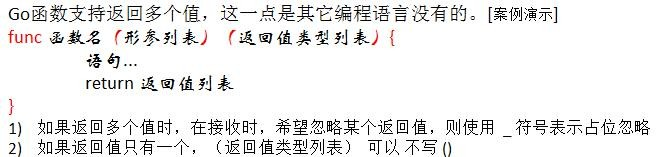 Go函数支持返回多个值，这一点是其它编程语言没有的。[案例演示]
func 函数名（形参列表）（返回值类型列表）{
语句...
return 返回值列表
}
1) 如果返回多个值时，在接收时，希望忽略某个返回值，则使用 _ 符号表示占位忽略
2) 如果返回值只有一个，（返回值类型列表） 可以 不写 ()